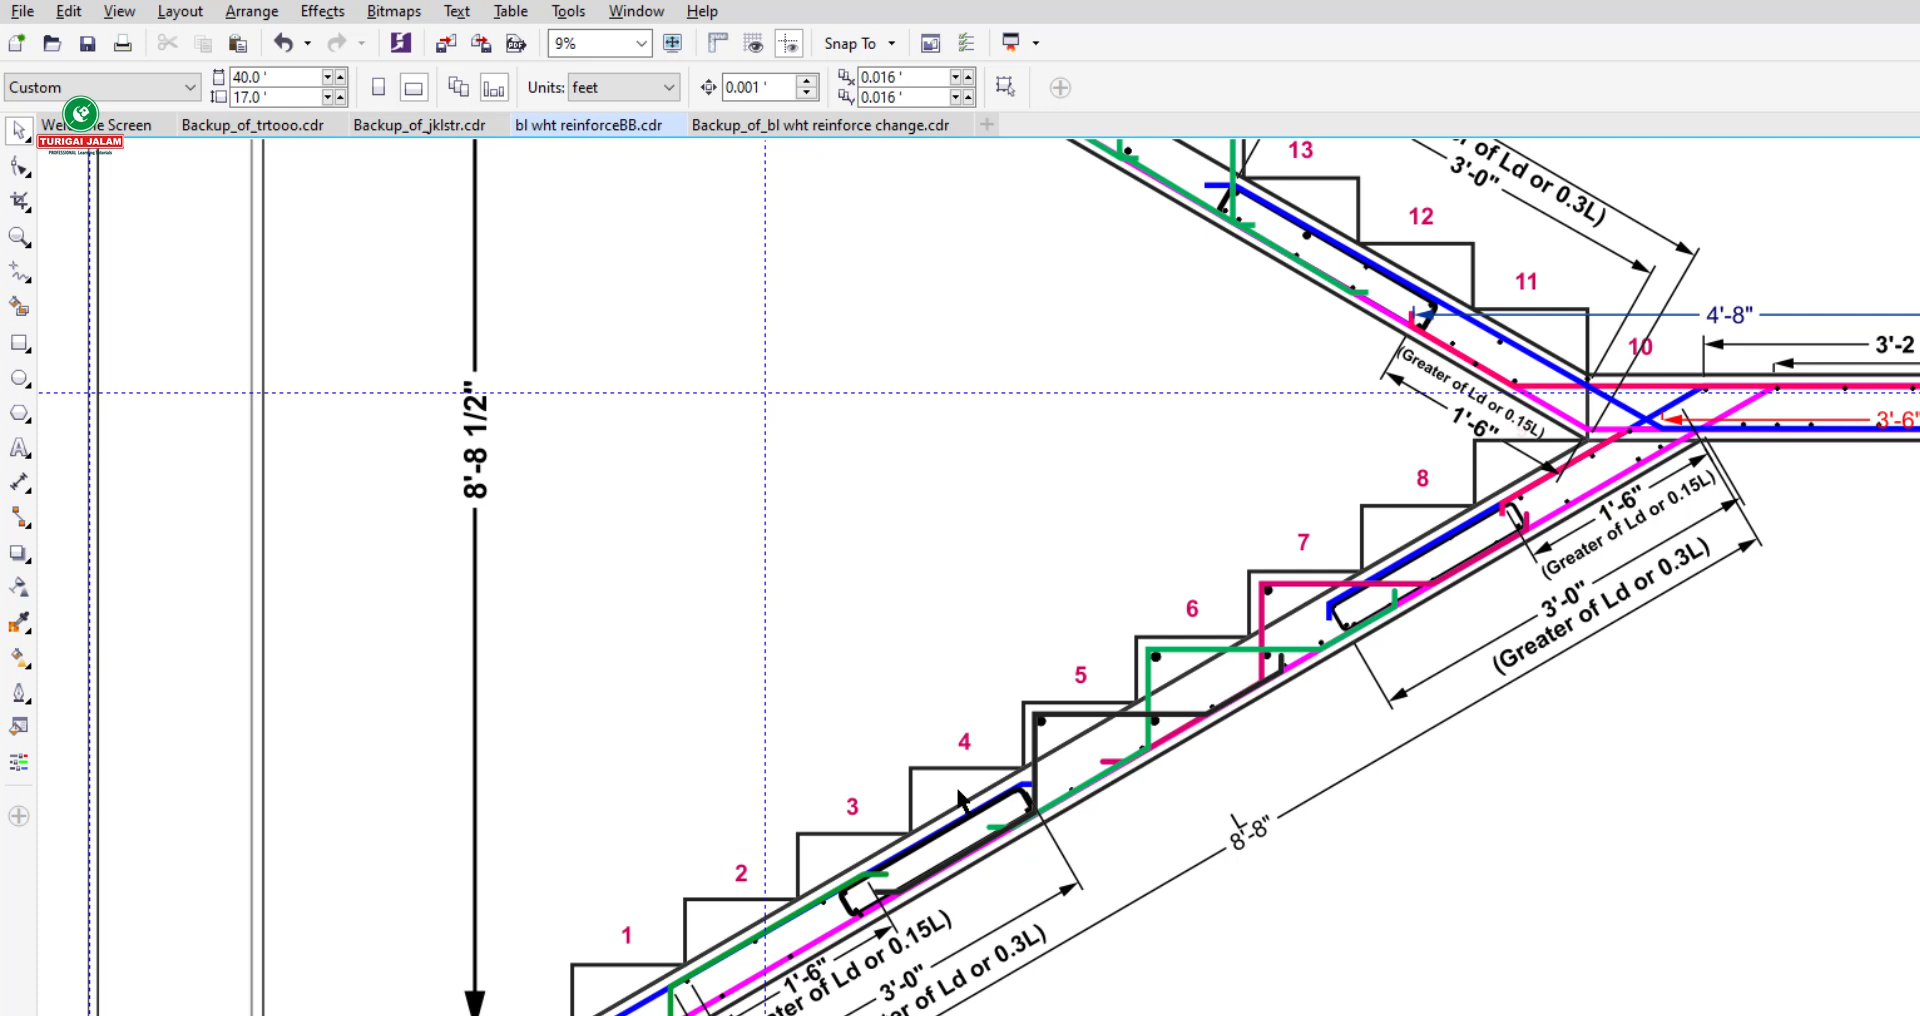 File Edit View Layout Arrange Effects Bitmaps Text Table Tools Window Help
9% Snap To
Custom 40.0 ' 17.0 ' Units: feet 0.001 ' 0.016 ' 0.016 '
Screen Backup_of_trtooo.cdr Backup_of_jklstr.cdr bl wht reinforceBB.cdr Backup_of_bl wht reinforce change.cdr
TURIGAI JALAM
PROFESSIONAL Learning Tutorials
13
of Ld or 0.3L)
3'-0"
12
11
4'-8"
10
3'-2
(Greater of Ld or 0.15L)
1'-6"
3'-6"
8'-8 1/2"
8
1'-6"
(Greater of Ld or 0.15L)
7
3'-0"
(Greater of Ld or 0.3L)
6
5
4
L
8'-8"
3
2
1
1'-6"
of Ld or 0.15L)
3'-0"
of Ld or 0.3L)